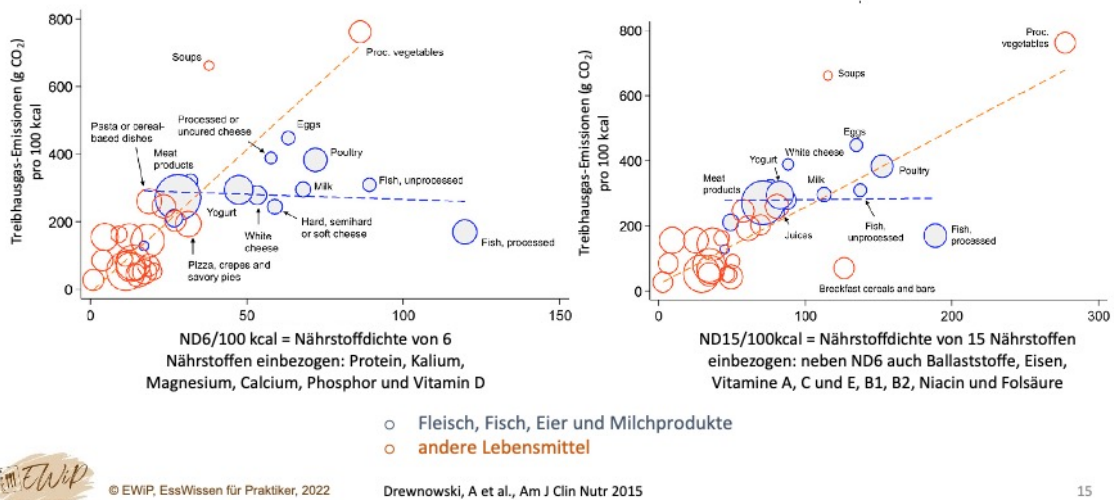 Treibhausgas-Emissionen (g CO2)
pro 100 kcal
800
600
400
200
0
0
50
100
150
Soups
Proc. vegetables
Pasta or cereal-
based dishes
Processed or
uncured cheese
Eggs
Meat
products
Poultry
Milk
Fish, unprocessed
Yogurt
White
cheese
Hard, semihard
or soft cheese
Fish, processed
Pizza, crepes and
savory pies
ND6/100 kcal = Nährstoffdichte von 6
Nährstoffen einbezogen: Protein, Kalium,
Magnesium, Calcium, Phosphor und Vitamin D
Treibhausgas-Emissionen (g CO2)
pro 100 kcal
800
600
400
200
0
0
100
200
300
Proc.
vegetables
Soups
Eggs
White cheese
Yogurt
Meat
products
Milk
Poultry
Juices
Fish,
unprocessed
Fish,
processed
Breakfast cereals and bars
ND15/100kcal = Nährstoffdichte von 15 Nährstoffen
einbezogen: neben ND6 auch Ballaststoffe, Eisen,
Vitamine A, C und E, B1, B2, Niacin und Folsäure
Fleisch, Fisch, Eier und Milchprodukte
andere Lebensmittel
EWiP
© EWiP, EssWissen für Praktiker, 2022
Drewnowski, A et al., Am J Clin Nutr 2015
15